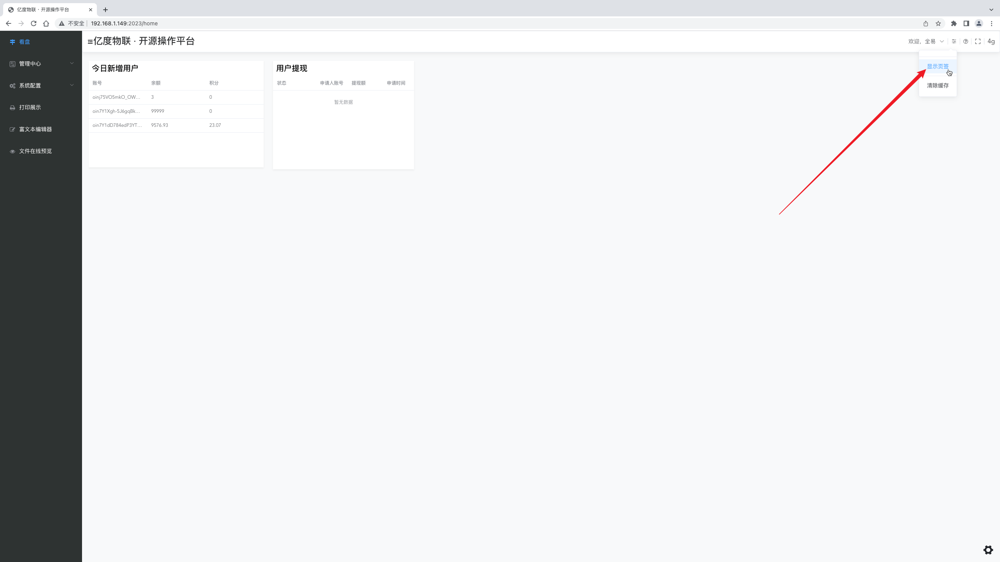 亿度物联 · 开源操作平台
不安全 192.168.1.149:2023/home
看盘
管理中心
系统配置
打印展示
富文本编辑器
文件在线预览
亿度物联 · 开源操作平台
欢迎, 全易 4g
显示页签
清除缓存
今日新增用户
账号 余额 积分
oinj75VO5mkO_OW... 3 0
oin7Y1Xgh-5J6gqBk... 99999 0
oin7Y1dD784edP3YT... 9576.93 23.07
用户提现
状态 申请人账号 提现额 申请时间
暂无数据